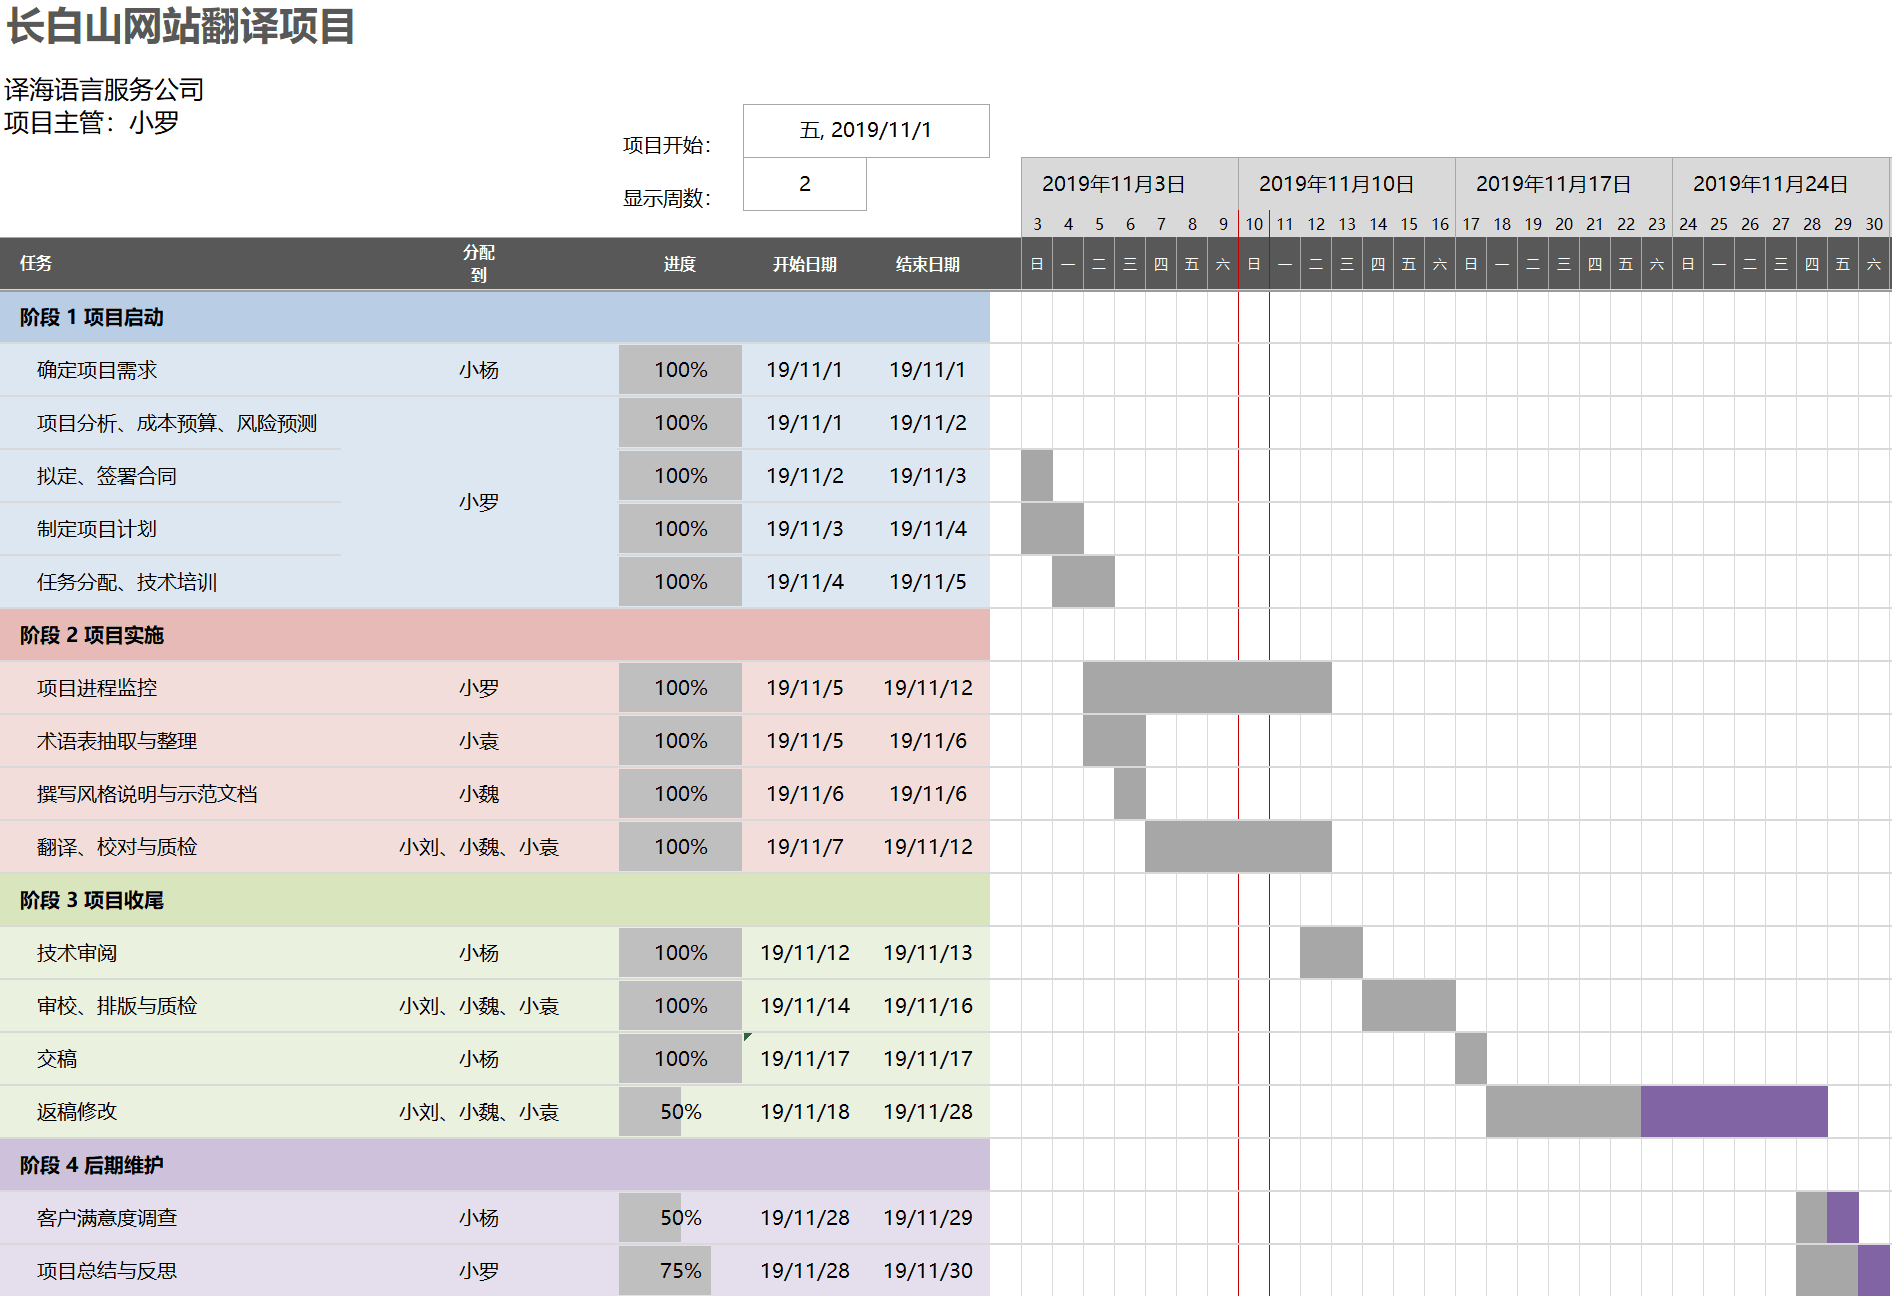 长白山网站翻译项目
译海语言服务公司
项目主管：小罗
项目开始： 五, 2019/11/1
显示周数： 2
2019年11月3日 2019年11月10日 2019年11月17日 2019年11月24日
3 4 5 6 7 8 9 10 11 12 13 14 15 16 17 18 19 20 21 22 23 24 25 26 27 28 29 30
任务 分配到 进度 开始日期 结束日期 日 一 二 三 四 五 六 日 一 二 三 四 五 六 日 一 二 三 四 五 六 日 一 二 三 四 五 六
阶段 1 项目启动
确定项目需求 小杨 100% 19/11/1 19/11/1
项目分析、成本预算、风险预测 100% 19/11/1 19/11/2
拟定、签署合同 100% 19/11/2 19/11/3
小罗
制定项目计划 100% 19/11/3 19/11/4
任务分配、技术培训 100% 19/11/4 19/11/5
阶段 2 项目实施
项目进程监控 小罗 100% 19/11/5 19/11/12
术语表抽取与整理 小袁 100% 19/11/5 19/11/6
撰写风格说明与示范文档 小魏 100% 19/11/6 19/11/6
翻译、校对与质检 小刘、小魏、小袁 100% 19/11/7 19/11/12
阶段 3 项目收尾
技术审阅 小杨 100% 19/11/12 19/11/13
审校、排版与质检 小刘、小魏、小袁 100% 19/11/14 19/11/16
交稿 小杨 100% 19/11/17 19/11/17
返稿修改 小刘、小魏、小袁 50% 19/11/18 19/11/28
阶段 4 后期维护
客户满意度调查 小杨 50% 19/11/28 19/11/29
项目总结与反思 小罗 75% 19/11/28 19/11/30